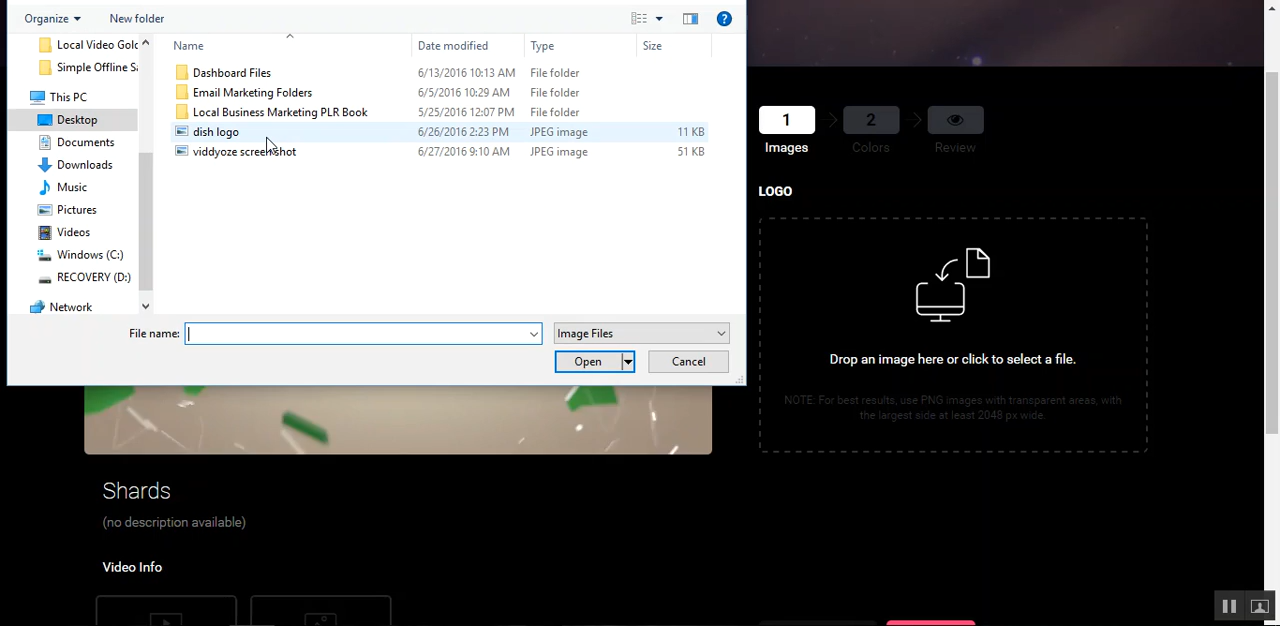 Organize New folder ?
Name Date modified Type Size
Local Video Gold
Simple Offline Sa
This PC
Desktop
Documents
Downloads
Music
Pictures
Videos
Windows (C:)
RECOVERY (D:)
Network
Dashboard Files 6/13/2016 10:13 AM File folder
Email Marketing Folders 6/5/2016 10:29 AM File folder
Local Business Marketing PLR Book 5/25/2016 12:07 PM File folder
dish logo 6/26/2016 2:23 PM JPEG image 11 KB
viddyoze screenshot 6/27/2016 9:10 AM JPEG image 51 KB
File name: Image Files
Open Cancel
1 2
Images Colors Review
LOGO
Drop an image here or click to select a file.
NOTE: For best results, use PNG images with transparent areas, with
the largest side at least 2048 px wide.
Shards
(no description available)
Video Info